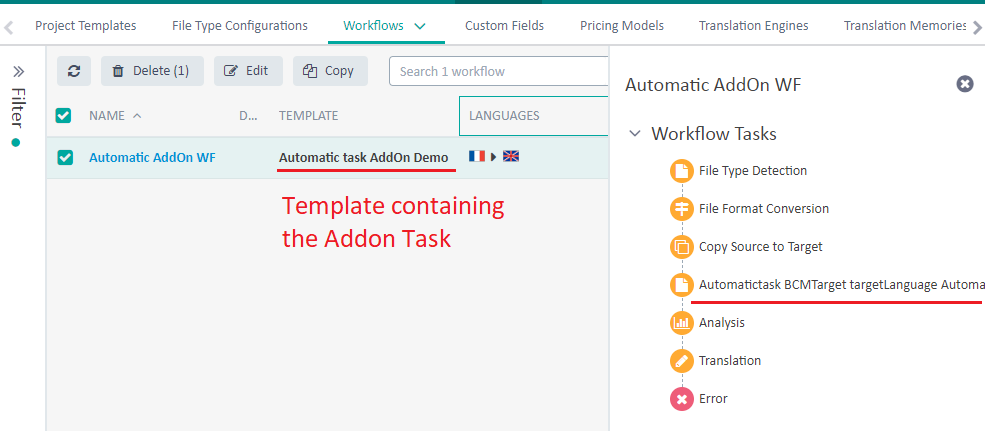 Project Templates File Type Configurations Workflows Custom Fields Pricing Models Translation Engines Translation Memories
Delete (1) Edit Copy Search 1 workflow
Filter
NAME D... TEMPLATE LANGUAGES
Automatic AddOn WF Automatic task AddOn Demo
Template containing
the Addon Task
Automatic AddOn WF
Workflow Tasks
File Type Detection
File Format Conversion
Copy Source to Target
Automatictask BCMTarget targetLanguage Automa
Analysis
Translation
Error